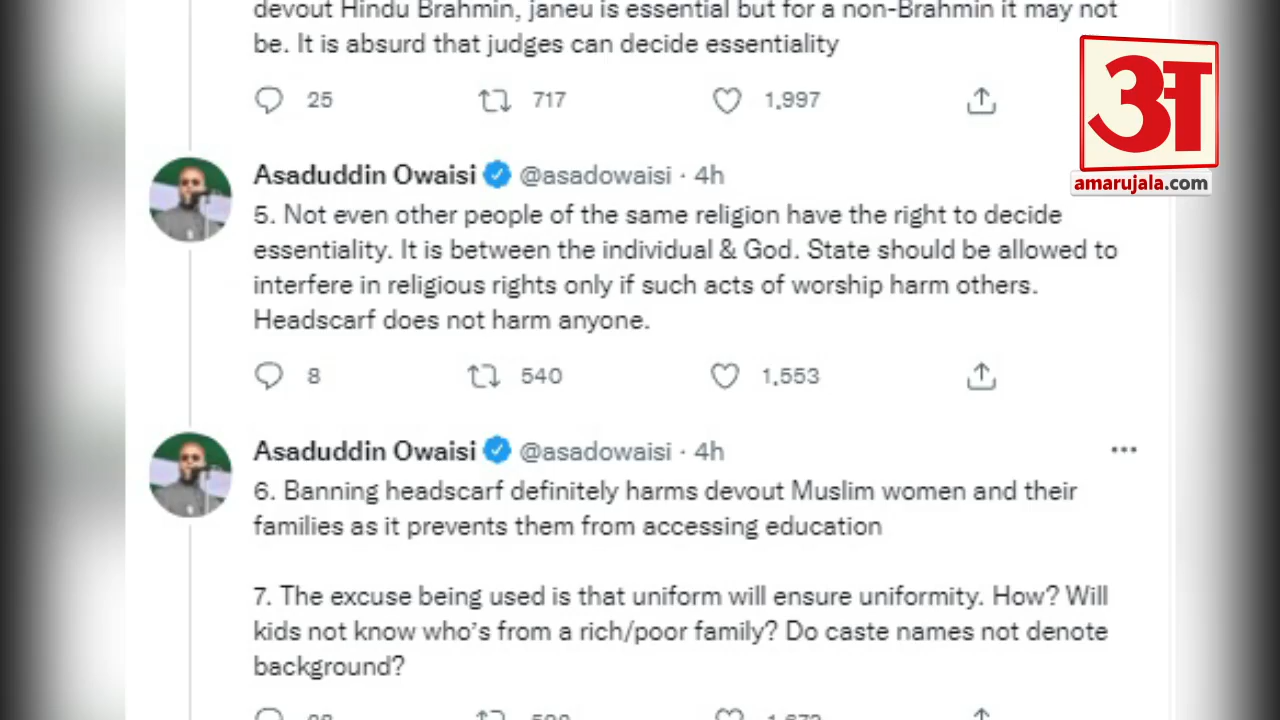 devout Hindu Brahmin, janeu is essential but for a non-Brahmin it may not
be. It is absurd that judges can decide essentiality
25 717 1,997
अ
amarujala.com
Asaduddin Owaisi @asadowaisi · 4h
5. Not even other people of the same religion have the right to decide
essentiality. It is between the individual & God. State should be allowed to
interfere in religious rights only if such acts of worship harm others.
Headscarf does not harm anyone.
8 540 1,553
Asaduddin Owaisi @asadowaisi · 4h
6. Banning headscarf definitely harms devout Muslim women and their
families as it prevents them from accessing education
7. The excuse being used is that uniform will ensure uniformity. How? Will
kids not know who's from a rich/poor family? Do caste names not denote
background?